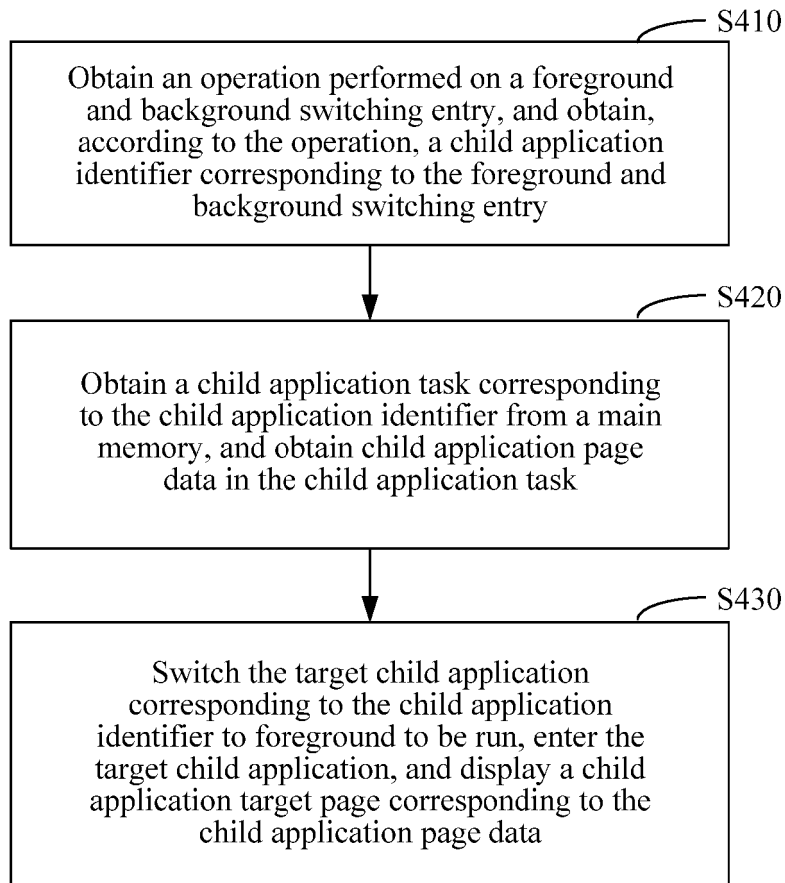 S410
Obtain an operation performed on a foreground
and background switching entry, and obtain,
according to the operation, a child application
identifier corresponding to the foreground and
background switching entry
S420
Obtain a child application task corresponding
to the child application identifier from a main
memory, and obtain child application page
data in the child application task
S430
Switch the target child application
corresponding to the child application
identifier to foreground to be run, enter the
target child application, and display a child
application target page corresponding to the
child application page data